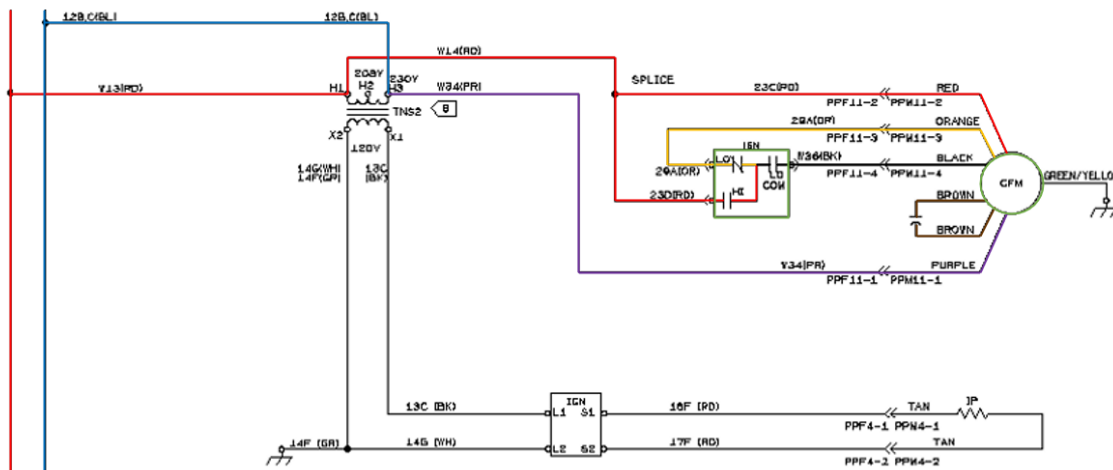 12B,C(BL) 12B,C(BL)
W14(RD)
208V
230V
H1 H2 H3
W13(RD)
W34(PR)
SPLICE
23C(RD) RED
PPF11-2 PPM11-2
TNS2 8
29A(OR) ORANGE
PPF11-3 PPM11-3
X2 X1
120V
IGN
LOW
W36(BK) BLACK
PPF11-4 PPM11-4
29A(OR)
COM
14G(WH) 13C
14F(GR) (BK)
HI
23D(RD)
CFM
GREEN/YELLO
BROWN
BROWN
W34(PR) PURPLE
PPF11-1 PPM11-1
IGN
13C (BK) L1 S1 16F (RD) TAN IP
PPF4-1 PPM4-1
14F (GR) 14G (WH) L2 S2 17F (RD) TAN
PPF4-2 PPM4-2